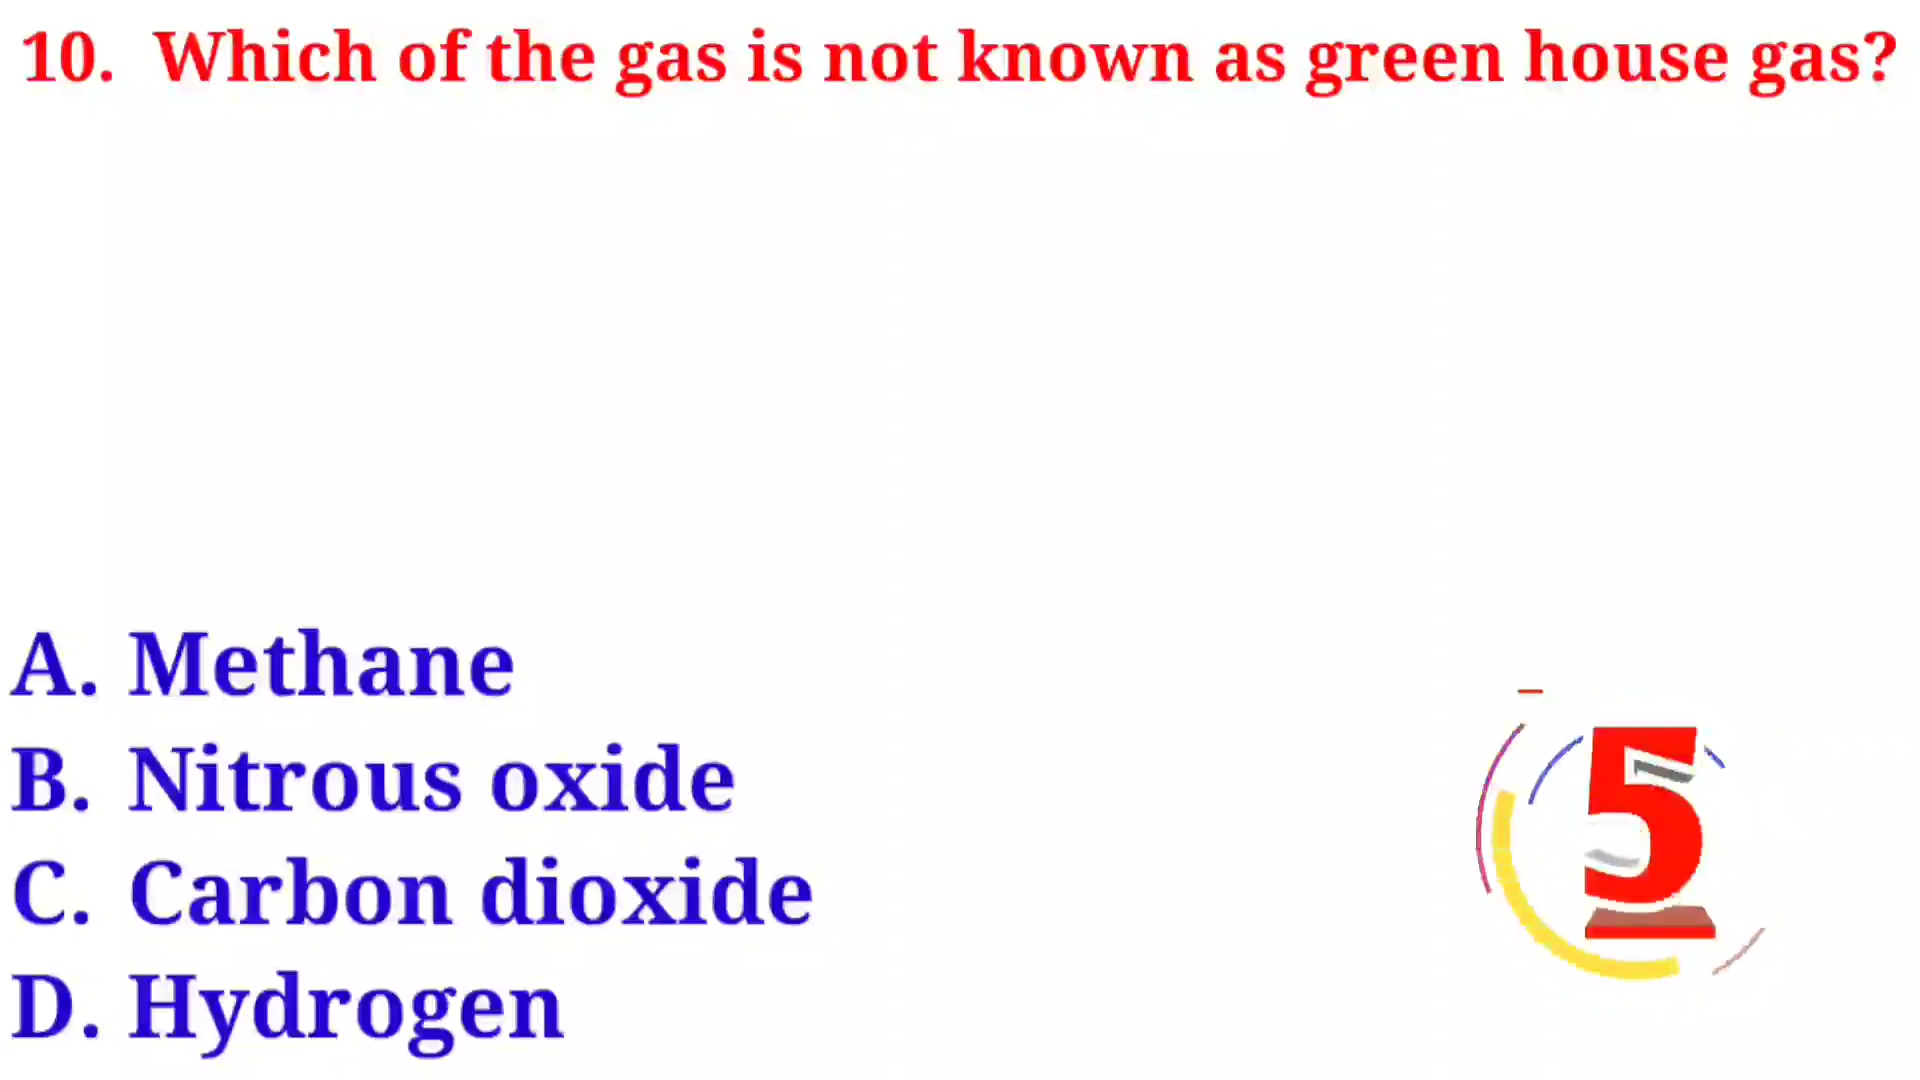 10. Which of the gas is not known as green house gas?
A. Methane
B. Nitrous oxide
C. Carbon dioxide
D. Hydrogen
5